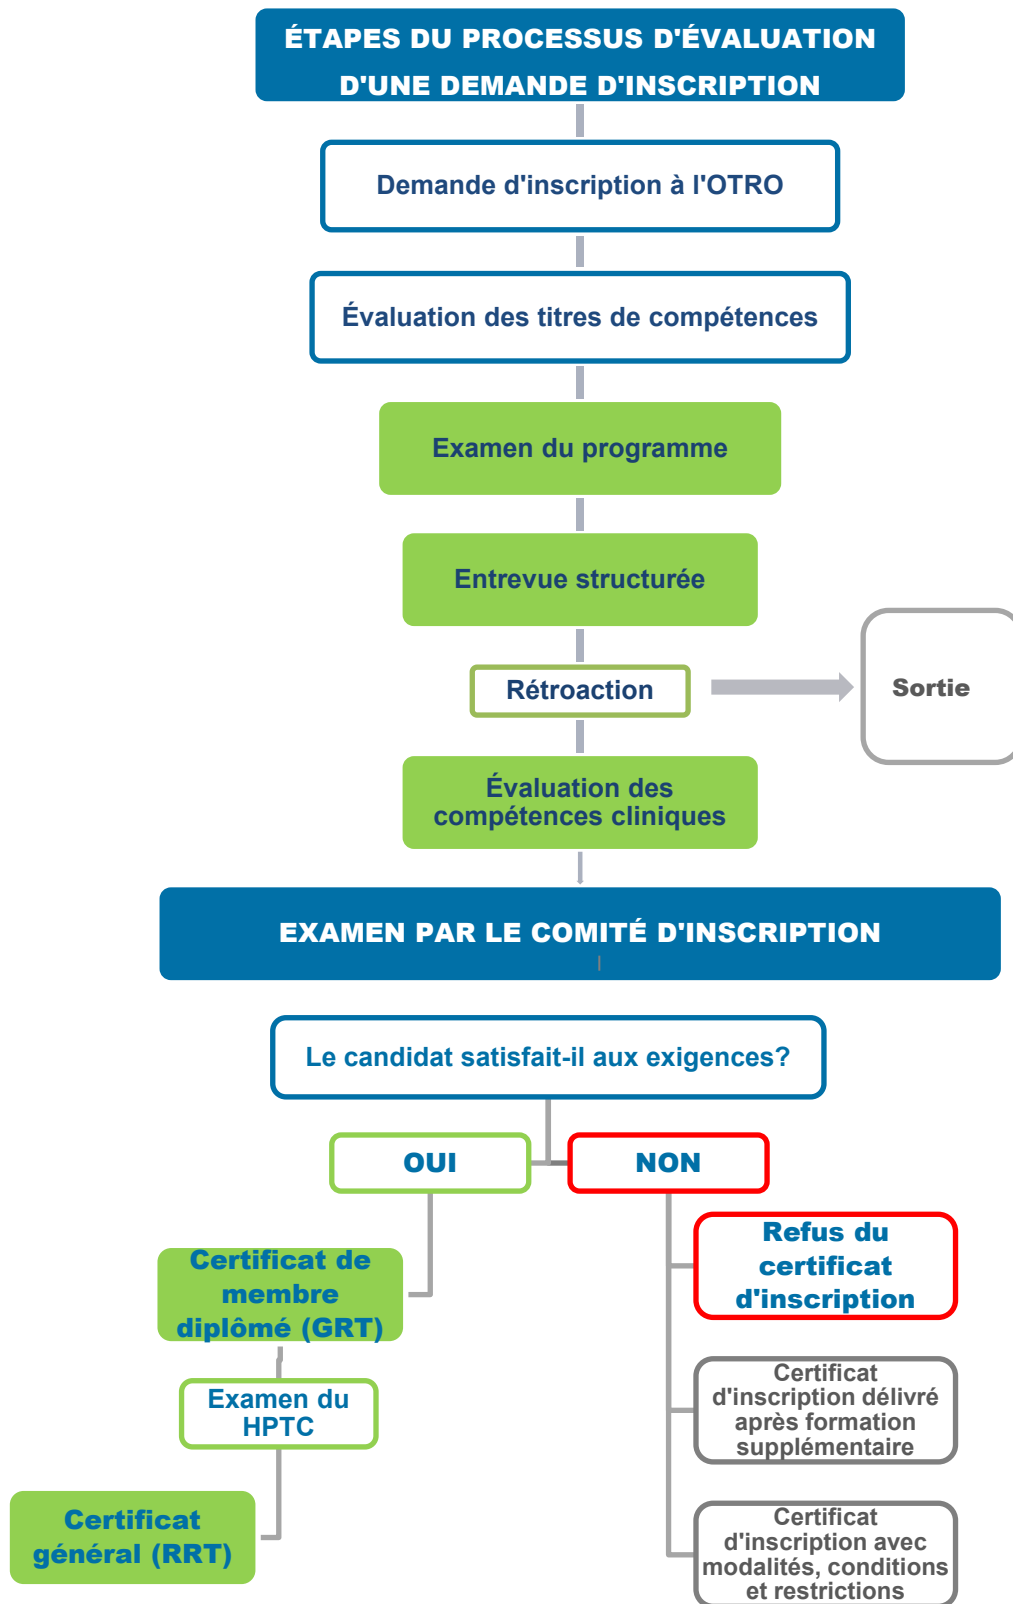 ÉTAPES DU PROCESSUS D'ÉVALUATION
D'UNE DEMANDE D'INSCRIPTION
Demande d'inscription à l'OTRO
Évaluation des titres de compétences
Examen du programme
Entrevue structurée
Rétroaction
Sortie
Évaluation des
compétences cliniques
EXAMEN PAR LE COMITÉ D'INSCRIPTION
Le candidat satisfait-il aux exigences?
OUI
NON
Certificat de
membre
diplômé (GRT)
Examen du
HPTC
Certificat
général (RRT)
Refus du
certificat
d'inscription
Certificat
d'inscription délivré
après formation
supplémentaire
Certificat
d'inscription avec
modalités, conditions
et restrictions